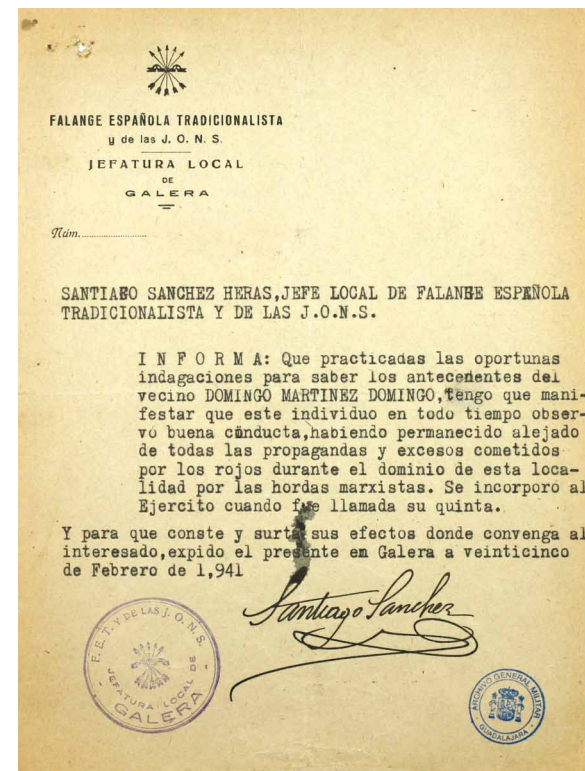 FALANGE ESPAÑOLA TRADICIONALISTA
y de las J. O. N. S.
JEFATURA LOCAL
DE
GALERA
Núm.
SANTIAGO SANCHEZ HERAS,JEFE LOCAL DE FALANGE ESPAÑOLA
TRADICIONALISTA Y DE LAS J.O.N.S.
I N F O R M A: Que practicadas las oportunas
indagaciones para saber los antecedentes del
vecino DOMINGO MARTINEZ DOMINGO,tengo que mani-
festar que este individuo en todo tiempo obser-
vó buena conducta,habiendo permanecido alejado
de todas las propagandas y excesos cometidos
por los rojos durante el dominio de esta loca-
lidad por las hordas marxistas. Se incorporo al
Ejercito cuando fue llamada su quinta.
Y para que conste y surta sus efectos donde convenga al
interesado,expido el presente en Galera a veinticinco
de Febrero de 1,941
Santiago Sanchez
F. E. T. Y DE LAS J. O. N. S.
JEFATURA LOCAL DE
GALERA
ARCHIVO GENERAL MILITAR
GUADALAJARA